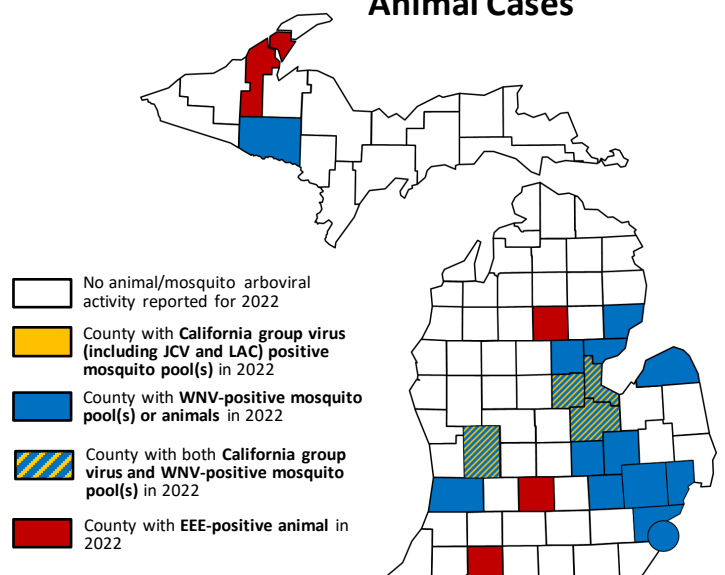 Animal Cases
No animal/mosquito arboviral
activity reported for 2022
County with California group virus
(including JCV and LAC) positive
mosquito pool(s) in 2022
County with WNV-positive mosquito
pool(s) or animals in 2022
County with both California group
virus and WNV-positive mosquito
pool(s) in 2022
County with EEE-positive animal in
2022